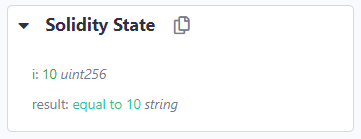 Solidity State
i: 10 uint256
result: equal to 10 string